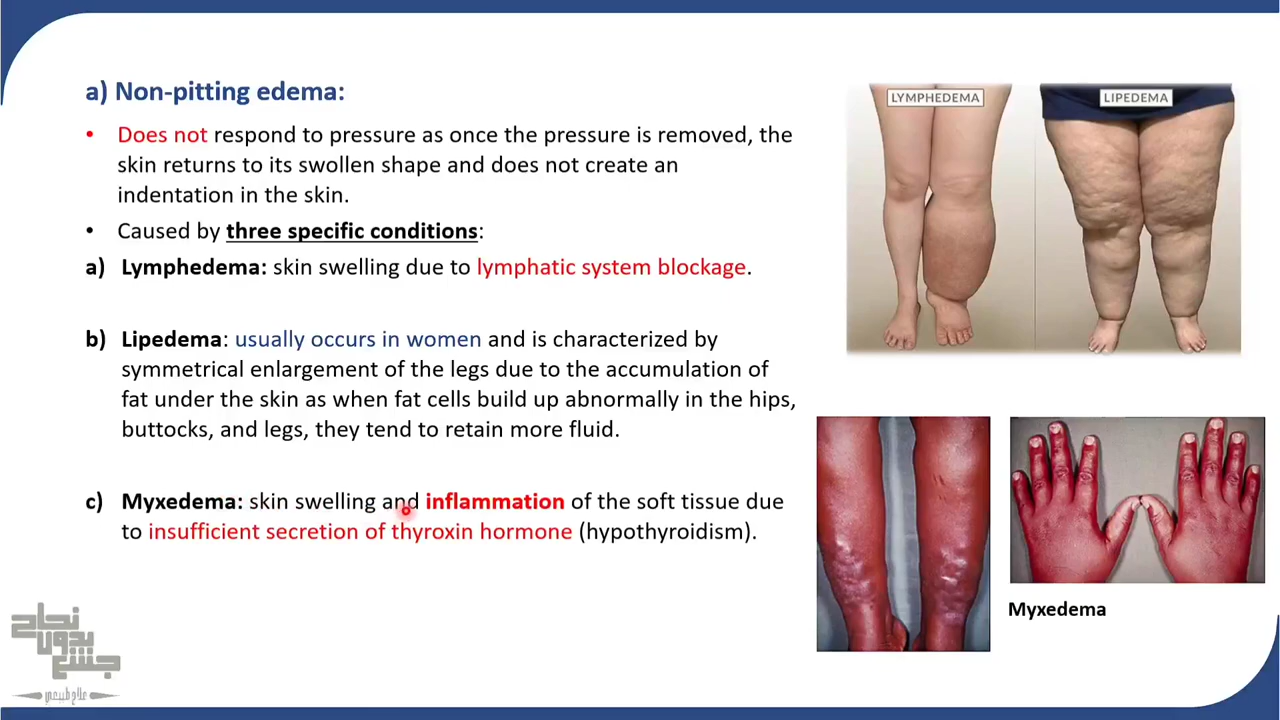 a) Non-pitting edema:
• Does not respond to pressure as once the pressure is removed, the
skin returns to its swollen shape and does not create an
indentation in the skin.
• Caused by three specific conditions:
a) Lymphedema: skin swelling due to lymphatic system blockage.
b) Lipedema: usually occurs in women and is characterized by
symmetrical enlargement of the legs due to the accumulation of
fat under the skin as when fat cells build up abnormally in the hips,
buttocks, and legs, they tend to retain more fluid.
c) Myxedema: skin swelling and inflammation of the soft tissue due
to insufficient secretion of thyroxin hormone (hypothyroidism).
LYMPHEDEMA
LIPEDEMA
Myxedema
نجاح
بدون
جشع
علاج طبيعي